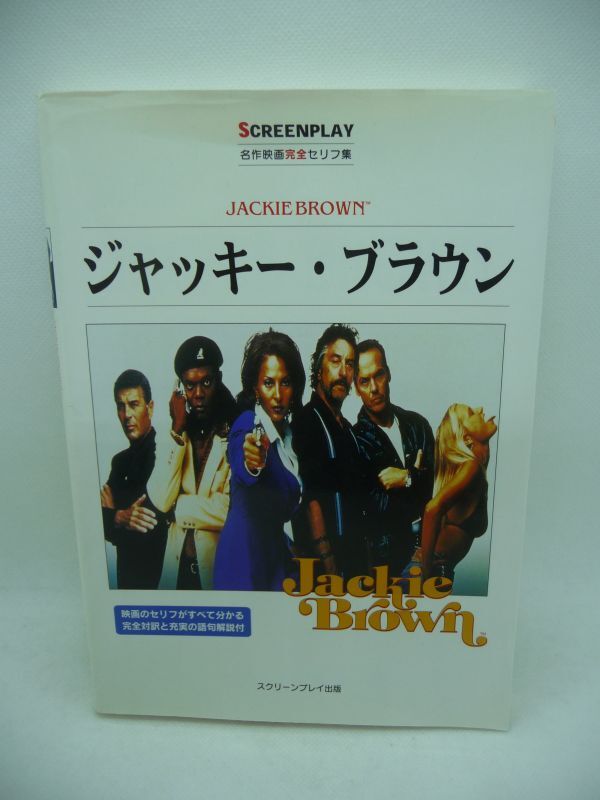 SCREENPLAY
名作映画完全セリフ集
JACKIE BROWN™
ジャッキー・ブラウン
Jackie
Brown™
映画のセリフがすべて分かる
完全対訳と充実の語句解説付
スクリーンプレイ出版